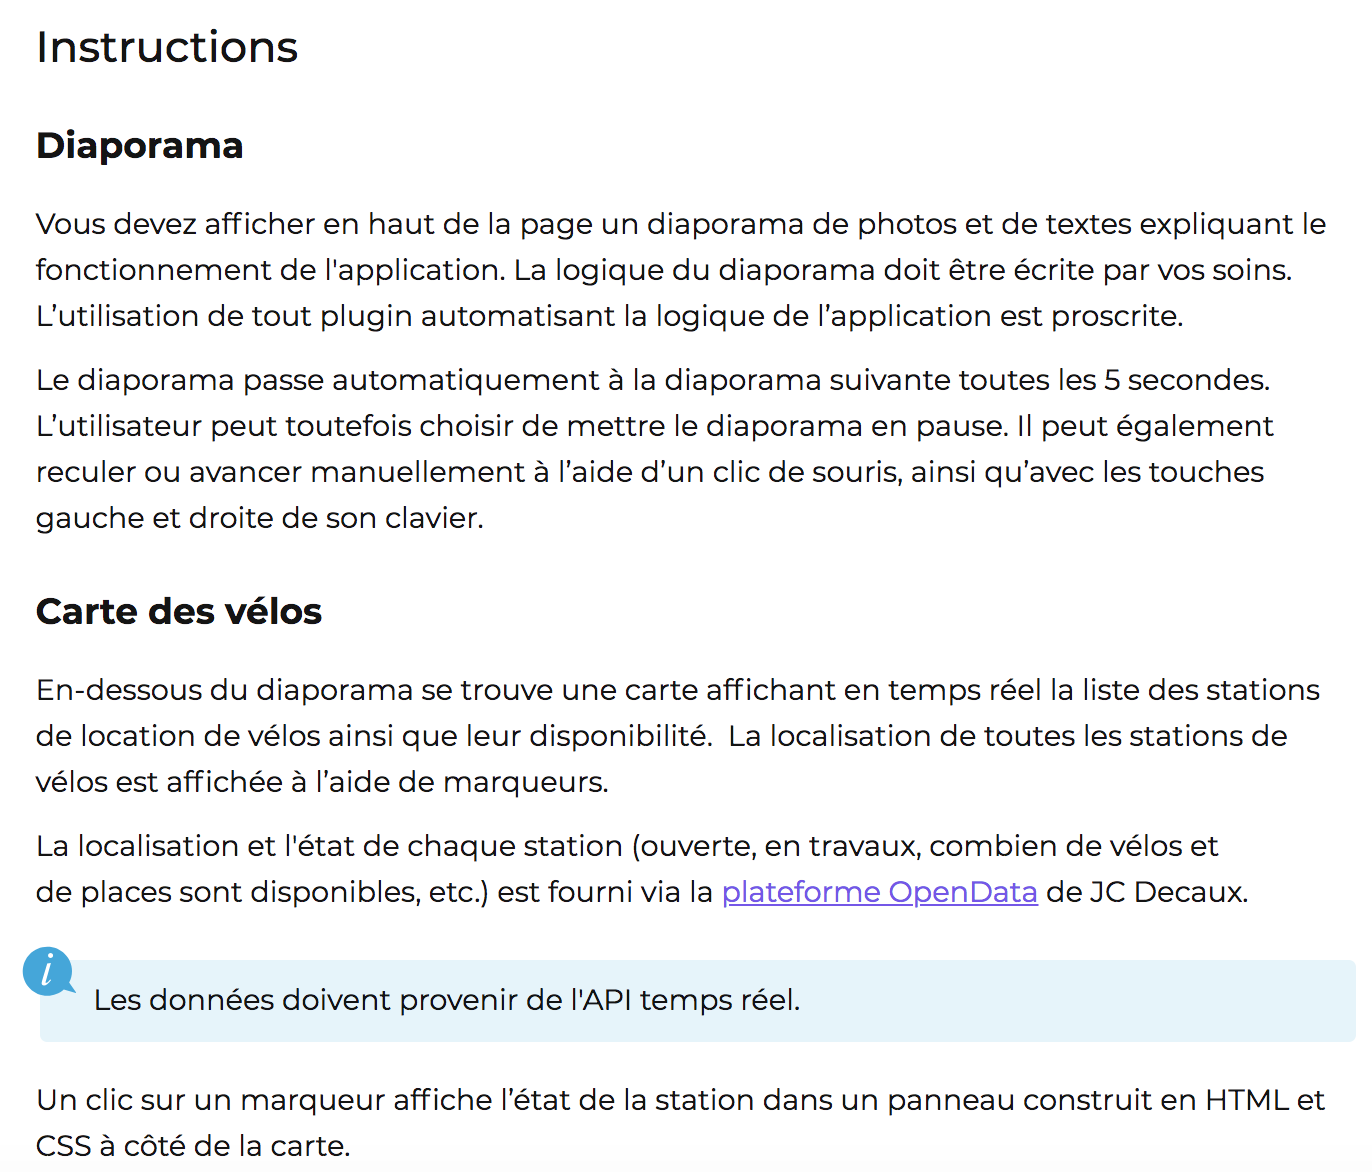 Instructions
Diaporama
Vous devez afficher en haut de la page un diaporama de photos et de textes expliquant le
fonctionnement de l'application. La logique du diaporama doit être écrite par vos soins.
L’utilisation de tout plugin automatisant la logique de l’application est proscrite.
Le diaporama passe automatiquement à la diaporama suivante toutes les 5 secondes.
L’utilisateur peut toutefois choisir de mettre le diaporama en pause. Il peut également
reculer ou avancer manuellement à l’aide d’un clic de souris, ainsi qu’avec les touches
gauche et droite de son clavier.
Carte des vélos
En-dessous du diaporama se trouve une carte affichant en temps réel la liste des stations
de location de vélos ainsi que leur disponibilité.  La localisation de toutes les stations de
vélos est affichée à l’aide de marqueurs.
La localisation et l'état de chaque station (ouverte, en travaux, combien de vélos et
de places sont disponibles, etc.) est fourni via la plateforme OpenData de JC Decaux.
i
Les données doivent provenir de l'API temps réel.
Un clic sur un marqueur affiche l’état de la station dans un panneau construit en HTML et
CSS à côté de la carte.